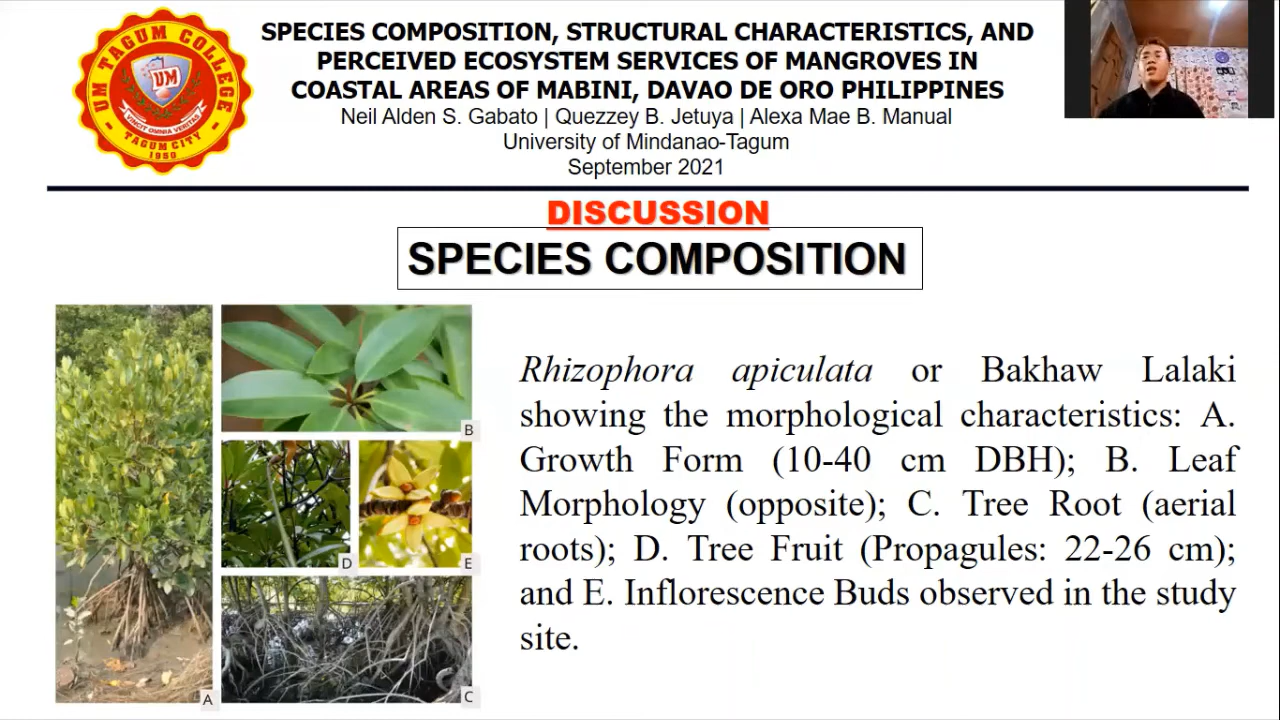 UM TAGUM COLLEGE
UM
VINCIT OMNIA VERITAS
TAGUM CITY
1950
SPECIES COMPOSITION, STRUCTURAL CHARACTERISTICS, AND
PERCEIVED ECOSYSTEM SERVICES OF MANGROVES IN
COASTAL AREAS OF MABINI, DAVAO DE ORO PHILIPPINES
Neil Alden S. Gabato | Quezzey B. Jetuya | Alexa Mae B. Manual
University of Mindanao-Tagum
September 2021
DISCUSSION
SPECIES COMPOSITION
A
B
D
E
C
Rhizophora apiculata or Bakhaw Lalaki
showing the morphological characteristics: A.
Growth Form (10-40 cm DBH); B. Leaf
Morphology (opposite); C. Tree Root (aerial
roots); D. Tree Fruit (Propagules: 22-26 cm);
and E. Inflorescence Buds observed in the study
site.